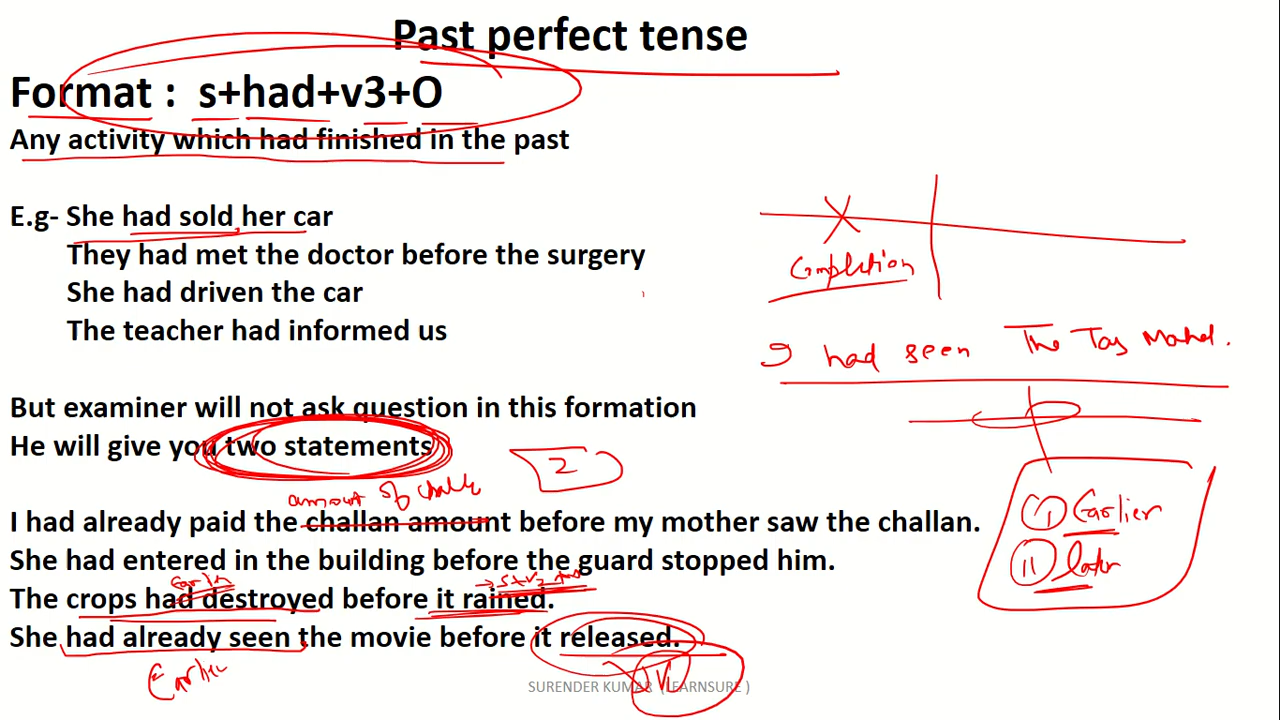 Past perfect tense
Format : s+had+v3+O
Any activity which had finished in the past
E.g- She had sold her car
They had met the doctor before the surgery
She had driven the car
The teacher had informed us
Completion
I had seen The Taj Mahal.
But examiner will not ask question in this formation
He will give you two statements
2
amount of challan
I had already paid the challan amount before my mother saw the challan.
She had entered in the building before the guard stopped him.
Earlier
The crops had destroyed before it rained.
She had already seen the movie before it released.
Earlier
(I) Earlier
(II) later
SURENDER KUMAR (LEARNSURE )